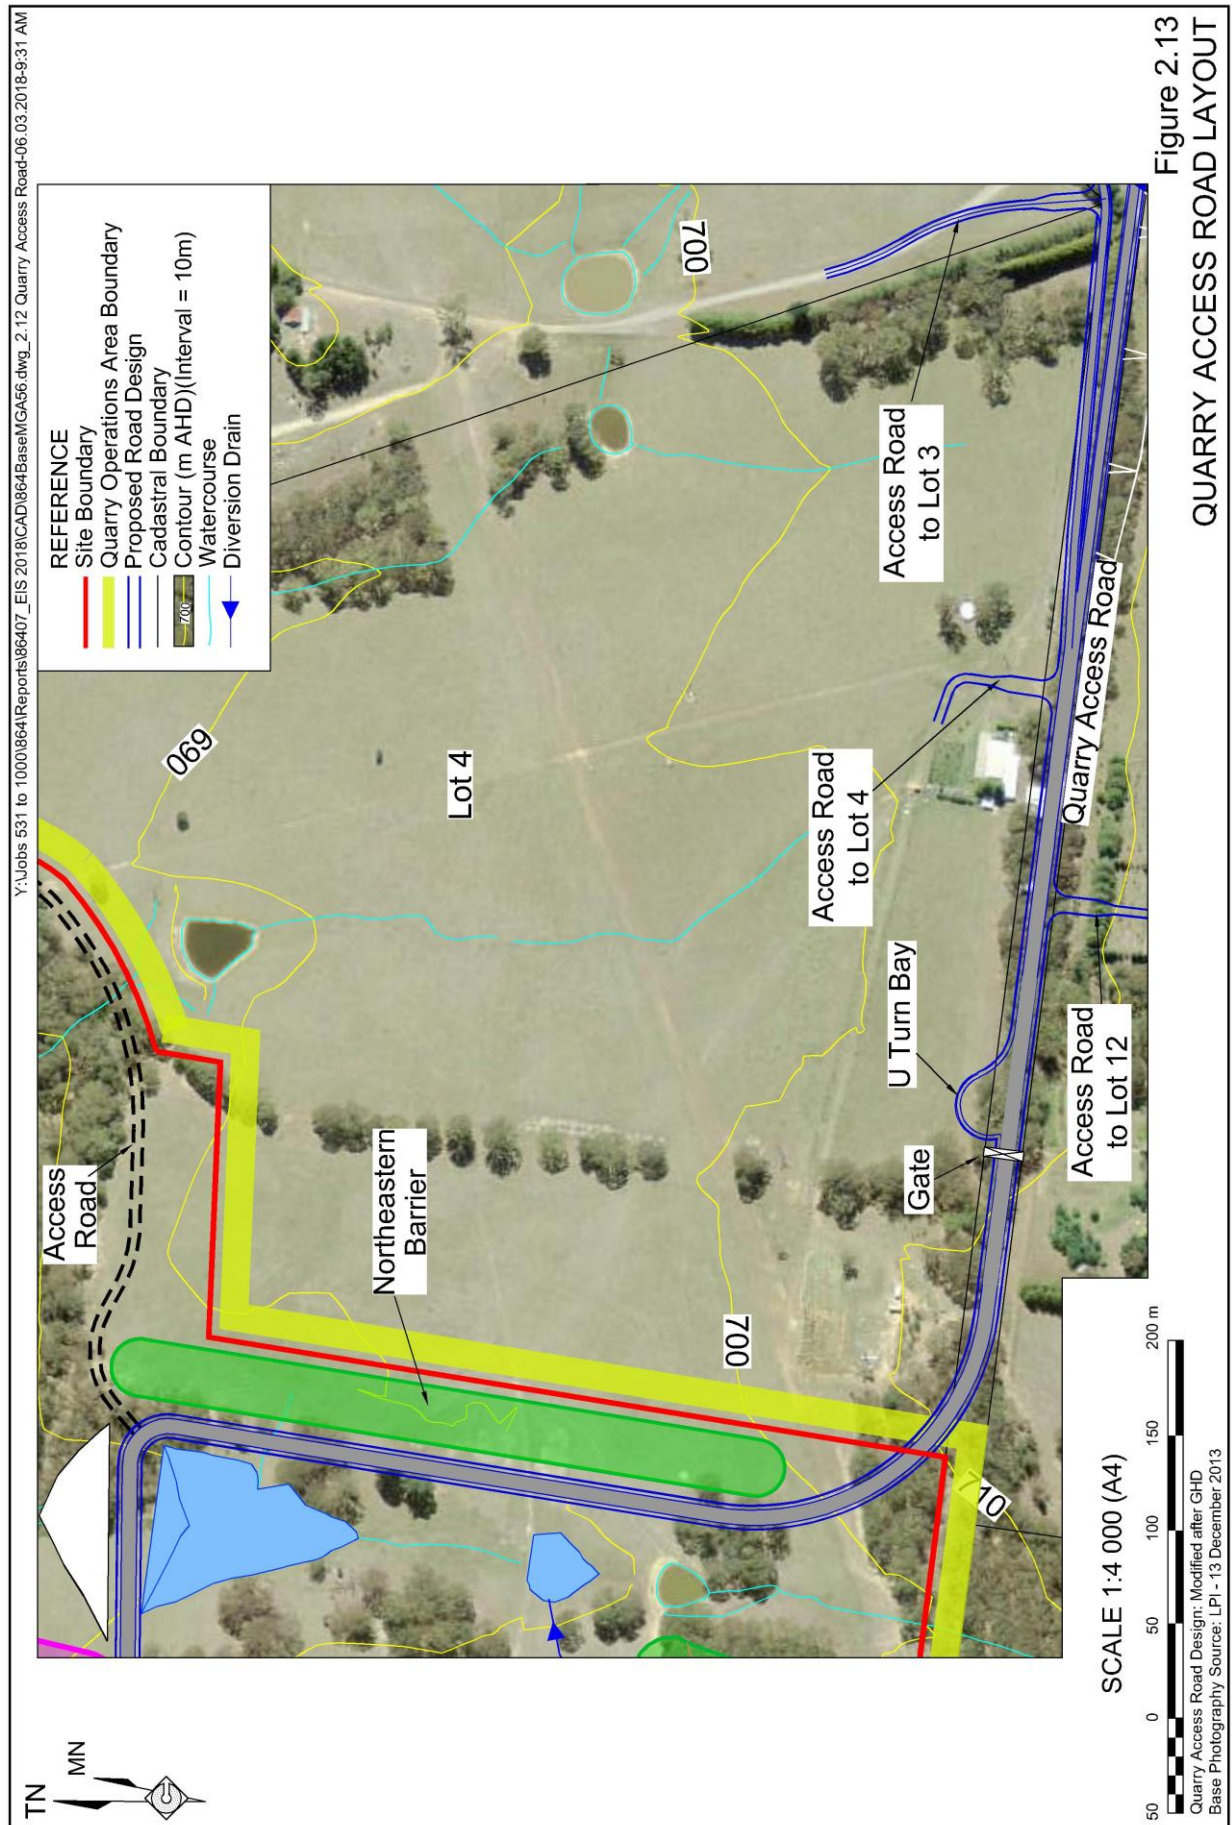 Y:\Jobs 531 to 1000\864\Reports\86407_EIS 2018\CAD\864BaseMGA56.dwg_2.12 Quarry Access Road-06.03.2018-9:31 AM
REFERENCE
Site Boundary
Quarry Operations Area Boundary
Proposed Road Design
Cadastral Boundary
700
Contour (m AHD)(Interval = 10m)
Watercourse
Diversion Drain
TN
MN
Access
Road
690
Lot 4
700
Northeastern
Barrier
700
Access Road
to Lot 3
Access Road
to Lot 4
U Turn Bay
Gate
Quarry Access Road
Access Road
to Lot 12
710
SCALE 1:4 000 (A4)
50 0 50 100 150 200 m
Quarry Access Road Design: Modified after GHD
Base Photography Source: LPI - 13 December 2013
Figure 2.13
QUARRY ACCESS ROAD LAYOUT